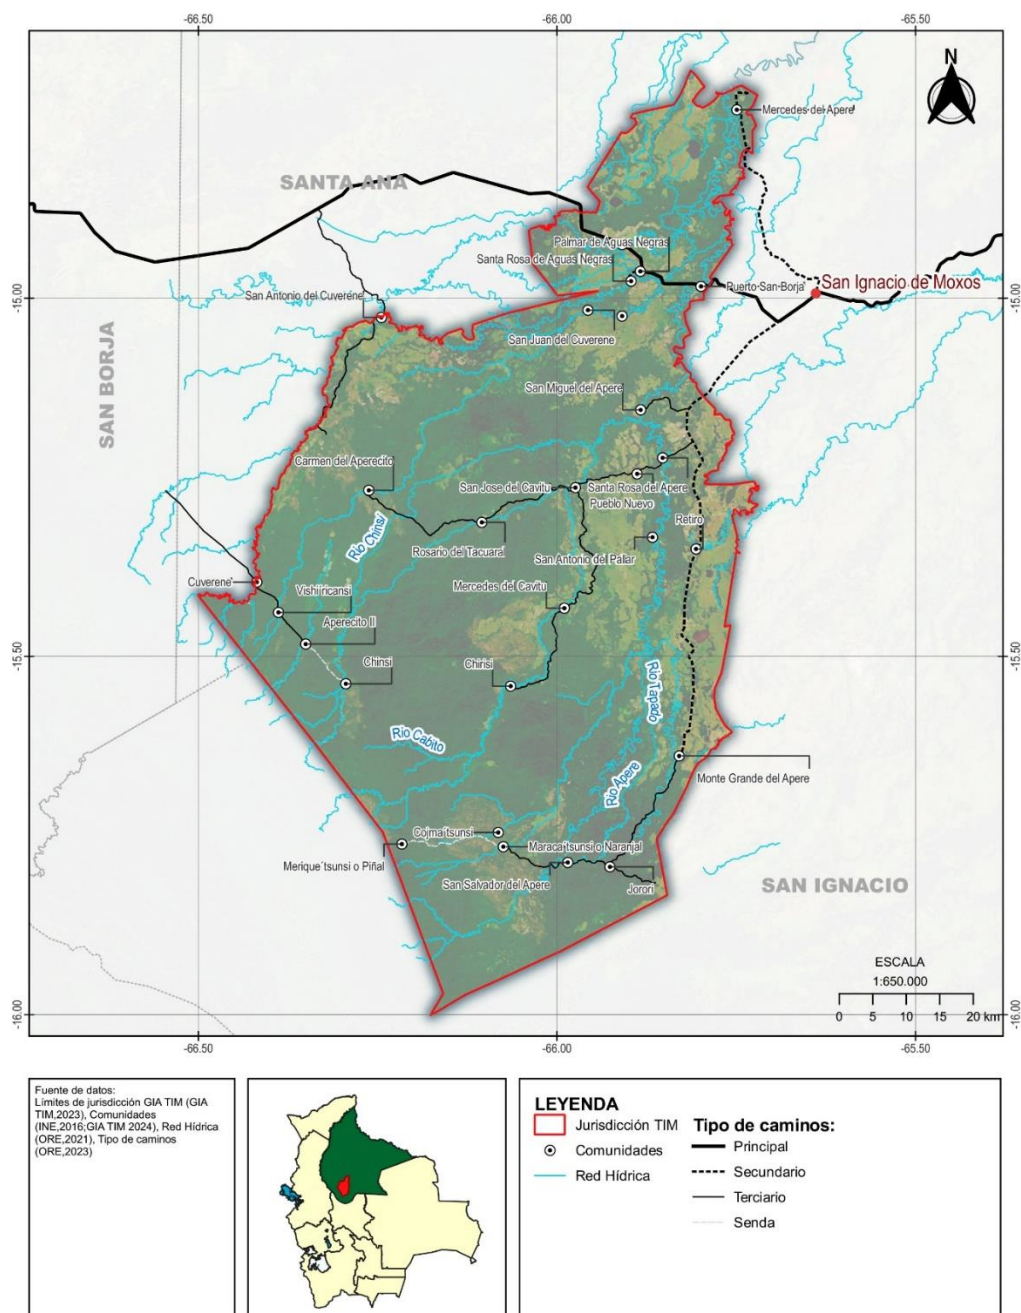 -66.50
-66.00
-65.50
N
Mercedes del Apere
SANTA ANA
Palmar de Aguas Negras
Santa Rosa de Aguas Negras
Puerto San Borja
San Ignacio de Moxos
-15.00
-15.00
San Antonio del Cuverene
San Juan del Cuverene
SAN BORJA
San Miguel del Apere
Carmen del Aperecito
San Jose del Cavitu
Santa Rosa del Apere
Pueblo Nuevo
Retiro
Rio Chinsi
Rosario del Tacuaral
San Antonio del Pallar
Cuverene
Vishiricansi
Mercedes del Cavitu
Aperecito II
-15.50
-15.50
Chinsi
Chirisi
Rio Tapado
Rio Cabito
Rio Apere
Monte Grande del Apere
Cojma´tsunsi
Maraca´tsunsi o Naranjal
Merique´tsunsi o Piñal
San Salvador del Apere
Jorori
SAN IGNACIO
ESCALA
1:650.000
0 5 10 15 20 km
-16.00
-16.00
-66.50
-66.00
-65.50
Fuente de datos:
Límites de jurisdicción GIA TIM (GIA
TIM,2023), Comunidades
(INE,2016;GIA TIM 2024), Red Hídrica
(ORE,2021), Tipo de caminos
(ORE,2023)
LEYENDA
Jurisdicción TIM
Comunidades
Red Hídrica
Tipo de caminos:
Principal
Secundario
Terciario
Senda